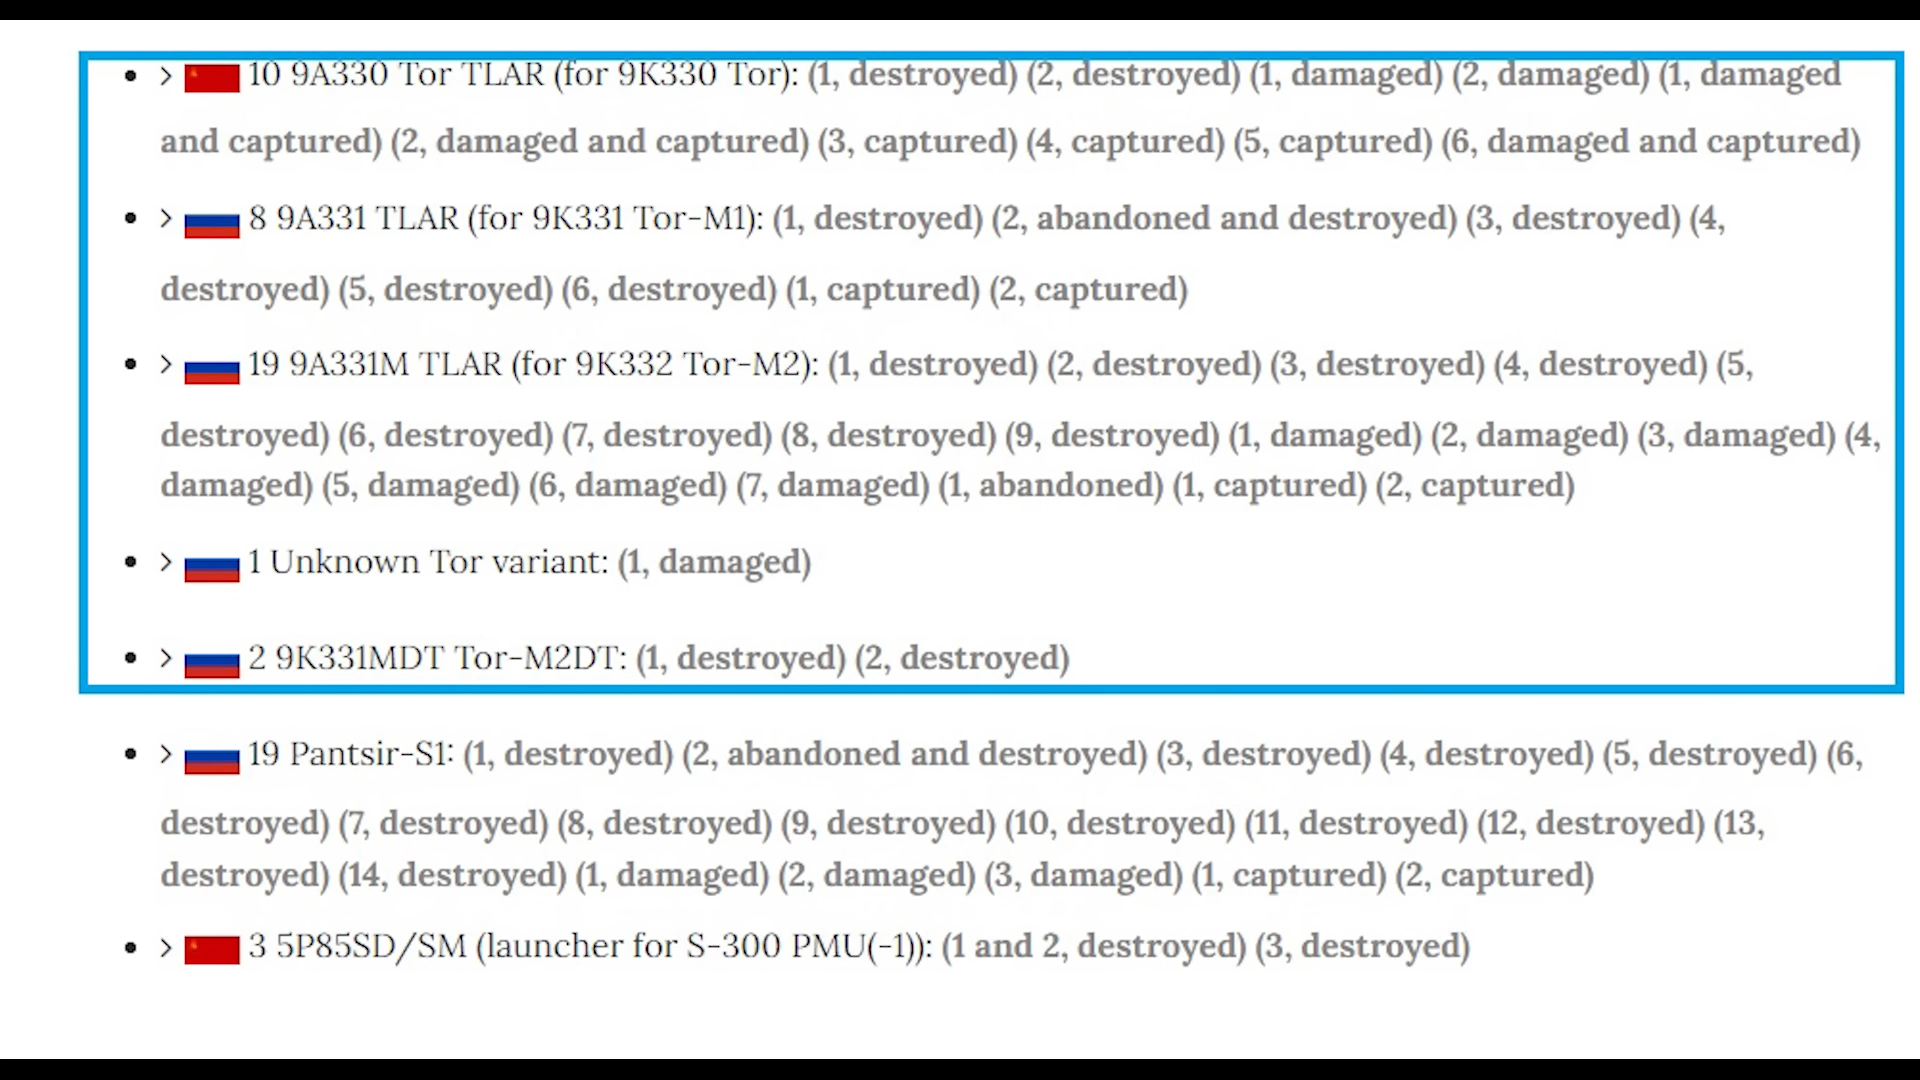 > 10 9A330 Tor TLAR (for 9K330 Tor): (1, destroyed) (2, destroyed) (1, damaged) (2, damaged) (1, damaged
and captured) (2, damaged and captured) (3, captured) (4, captured) (5, captured) (6, damaged and captured)
> 8 9A331 TLAR (for 9K331 Tor-M1): (1, destroyed) (2, abandoned and destroyed) (3, destroyed) (4,
destroyed) (5, destroyed) (6, destroyed) (1, captured) (2, captured)
> 19 9A331M TLAR (for 9K332 Tor-M2): (1, destroyed) (2, destroyed) (3, destroyed) (4, destroyed) (5,
destroyed) (6, destroyed) (7, destroyed) (8, destroyed) (9, destroyed) (1, damaged) (2, damaged) (3, damaged) (4,
damaged) (5, damaged) (6, damaged) (7, damaged) (1, abandoned) (1, captured) (2, captured)
> 1 Unknown Tor variant: (1, damaged)
> 2 9K331MDT Tor-M2DT: (1, destroyed) (2, destroyed)
> 19 Pantsir-S1: (1, destroyed) (2, abandoned and destroyed) (3, destroyed) (4, destroyed) (5, destroyed) (6,
destroyed) (7, destroyed) (8, destroyed) (9, destroyed) (10, destroyed) (11, destroyed) (12, destroyed) (13,
destroyed) (14, destroyed) (1, damaged) (2, damaged) (3, damaged) (1, captured) (2, captured)
> 3 5P85SD/SM (launcher for S-300 PMU(-1)): (1 and 2, destroyed) (3, destroyed)